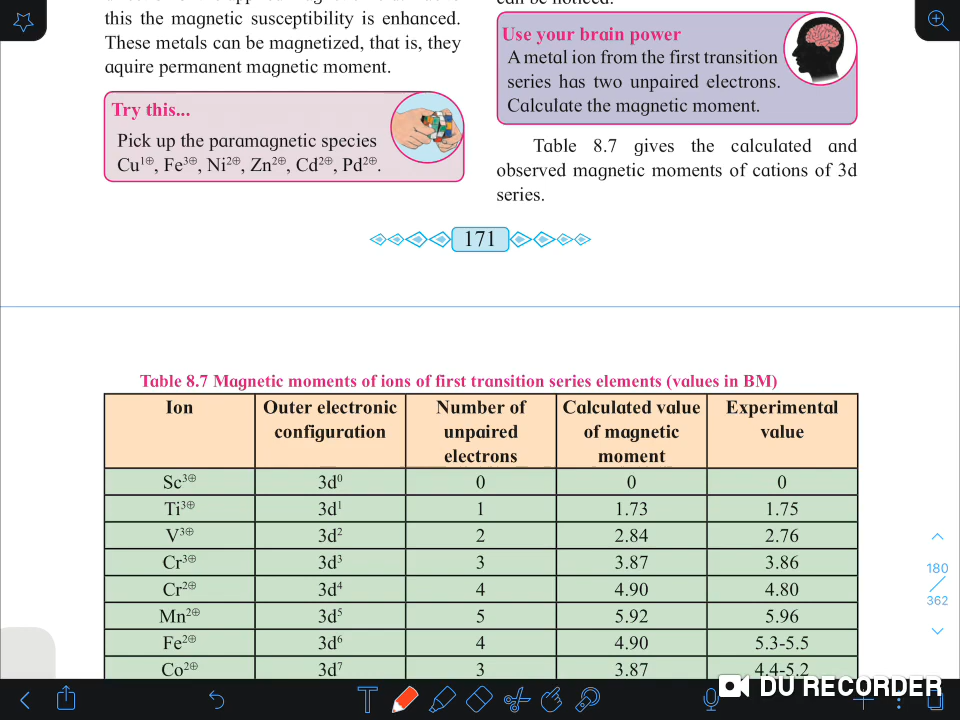 this the magnetic susceptibility is enhanced.
These metals can be magnetized, that is, they
aquire permanent magnetic moment.
Try this...
Pick up the paramagnetic species
Cu¹⊕, Fe³⊕, Ni²⊕, Zn²⊕, Cd²⊕, Pd²⊕.
can be noticed.
Use your brain power
A metal ion from the first transition
series has two unpaired electrons.
Calculate the magnetic moment.
Table 8.7 gives the calculated and
observed magnetic moments of cations of 3d
series.
171
Table 8.7 Magnetic moments of ions of first transition series elements (values in BM)
Ion | Outer electronic configuration | Number of unpaired electrons | Calculated value of magnetic moment | Experimental value
Sc³⊕ | 3d⁰ | 0 | 0 | 0
Ti³⊕ | 3d¹ | 1 | 1.73 | 1.75
V³⊕ | 3d² | 2 | 2.84 | 2.76
Cr³⊕ | 3d³ | 3 | 3.87 | 3.86
Cr²⊕ | 3d⁴ | 4 | 4.90 | 4.80
Mn²⊕ | 3d⁵ | 5 | 5.92 | 5.96
Fe²⊕ | 3d⁶ | 4 | 4.90 | 5.3-5.5
Co²⊕ | 3d⁷ | 3 | 3.87 | 4.4-5.2
180
362
T
DU RECORDER